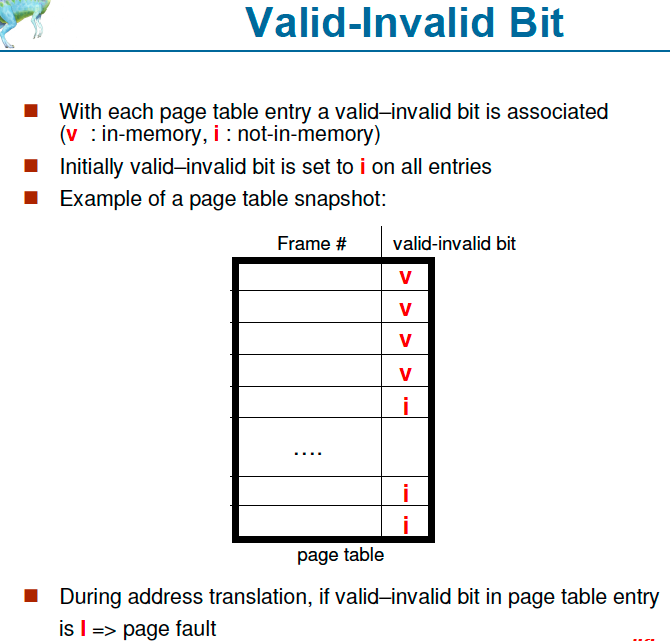 Valid-Invalid Bit
With each page table entry a valid–invalid bit is associated
(v : in-memory, i : not-in-memory)
Initially valid–invalid bit is set to i on all entries
Example of a page table snapshot:
Frame # valid-invalid bit
v
v
v
v
i
....
i
i
page table
During address translation, if valid–invalid bit in page table entry
is I => page fault